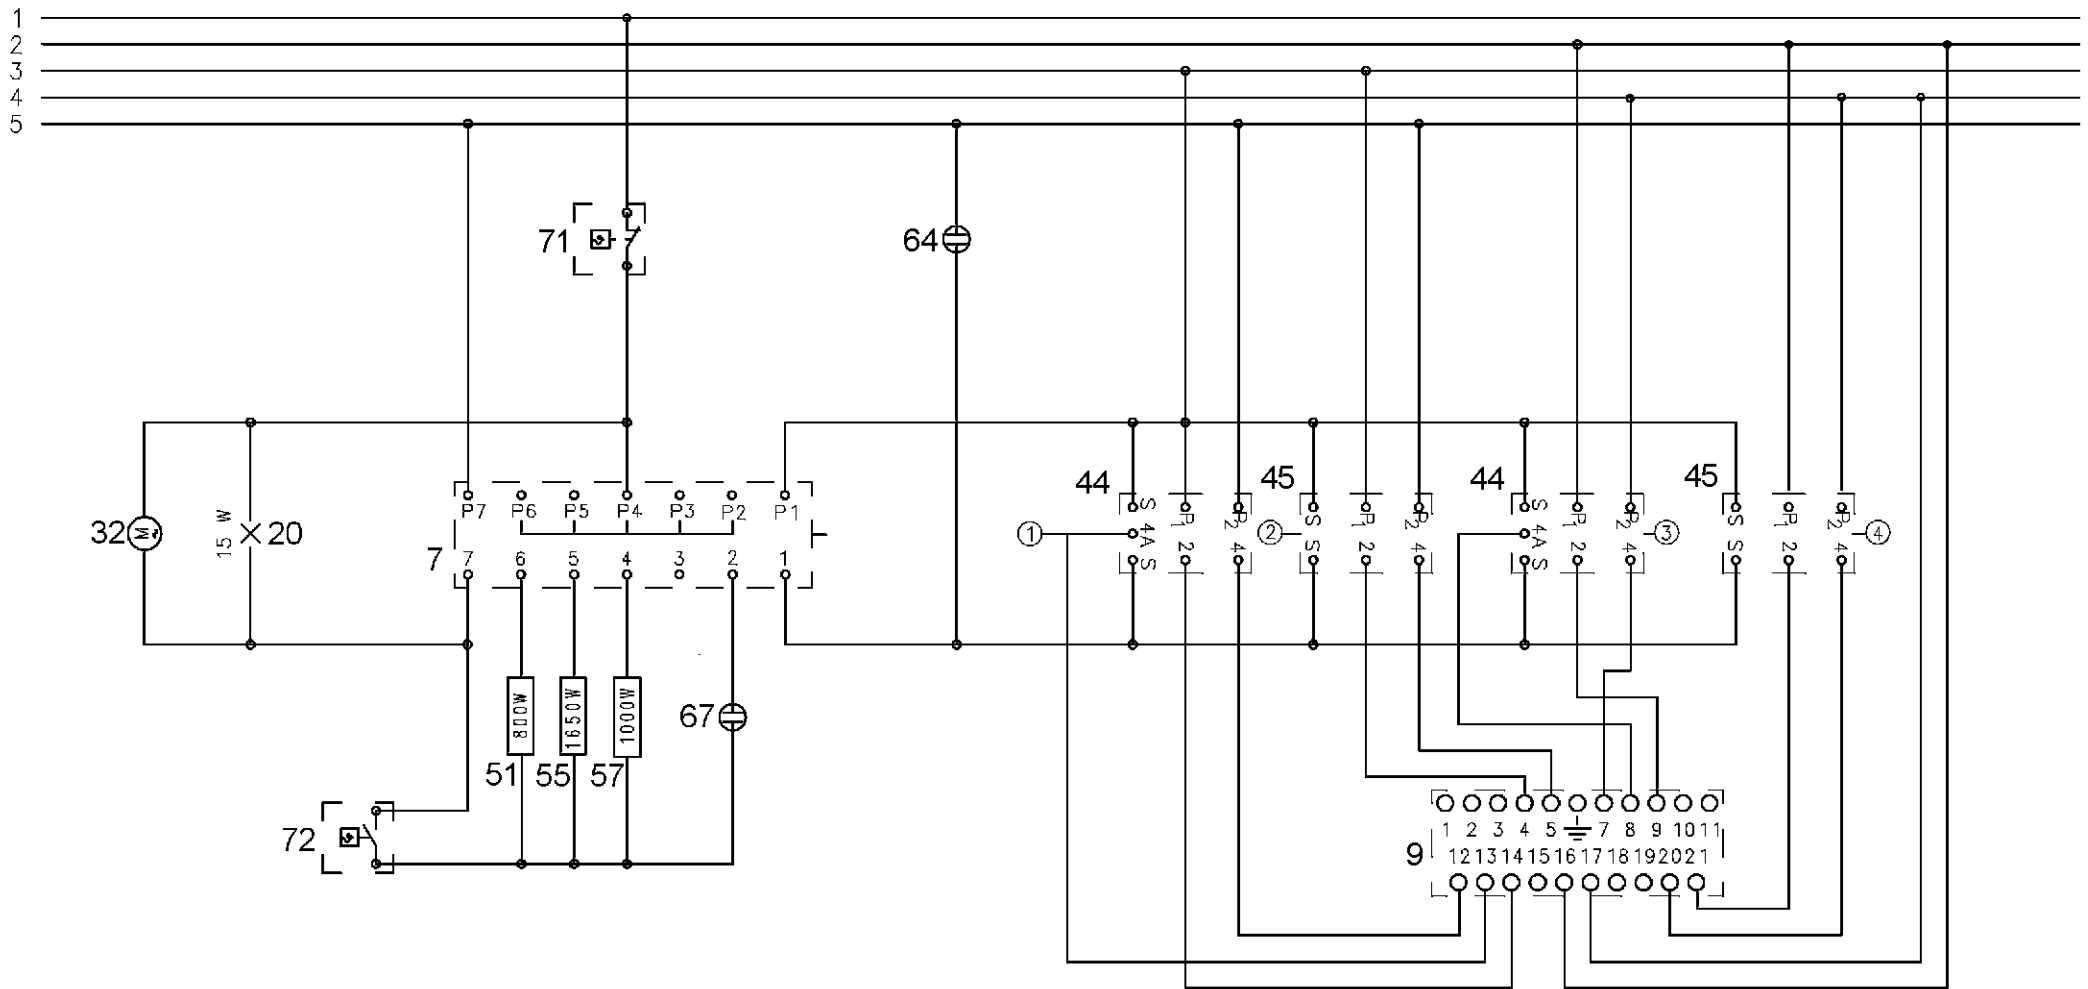 1
2
3
4
5
71
64
44
45
44
45
P7 P6 P5 P4 P3 P2 P1
S 4A S
P1 2
P2 4
S S
P1 2
P2 4
S 4A S
P1 2
P2 4
S S
P1 2
P2 4
32
15 W
20
7
7 6 5 4 3 2 1
1
2
3
4
M
800W
1650W
1000W
67
51
55
57
72
9
1 2 3 4 5 7 8 9 10 11
12 13 14 15 16 17 18 19 20 21